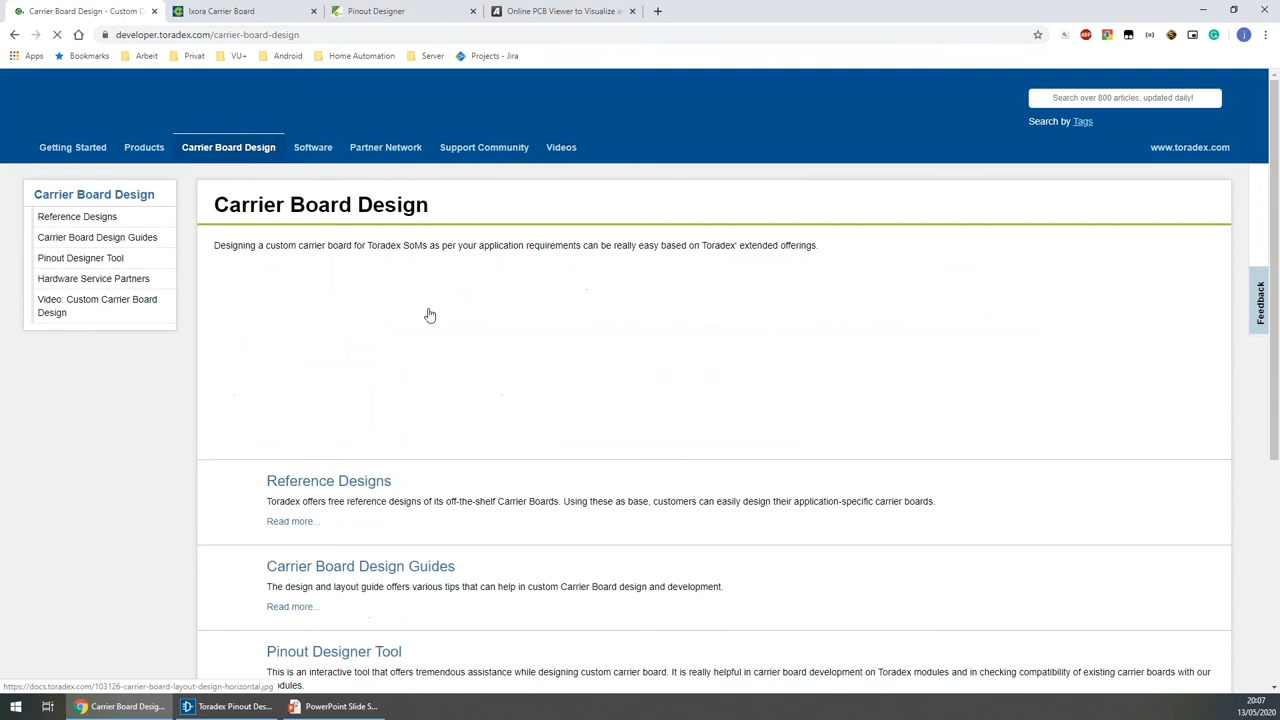 Carrier Board Design - Custom C
Ixora Carrier Board
Pinout Designer
Online PCB Viewer to Visualize a
developer.toradex.com/carrier-board-design
Apps
Bookmarks
Arbeit
Privat
VU+
Android
Home Automation
Server
Projects - Jira
Search over 800 articles, updated daily!
Search by Tags
Getting Started
Products
Carrier Board Design
Software
Partner Network
Support Community
Videos
www.toradex.com
Carrier Board Design
Reference Designs
Carrier Board Design Guides
Pinout Designer Tool
Hardware Service Partners
Video: Custom Carrier Board
Design
Carrier Board Design
Designing a custom carrier board for Toradex SoMs as per your application requirements can be really easy based on Toradex' extended offerings.
Feedback
Reference Designs
Toradex offers free reference designs of its off-the-shelf Carrier Boards. Using these as base, customers can easily design their application-specific carrier boards.
Read more...
Carrier Board Design Guides
The design and layout guide offers various tips that can help in custom Carrier Board design and development.
Read more...
Pinout Designer Tool
This is an interactive tool that offers tremendous assistance while designing custom carrier board. It is really helpful in carrier board development on Toradex modules and in checking compatibility of existing carrier boards with our
https://docs.toradex.com/103126-carrier-board-layout-design-horizontal.jpg
Carrier Board Desig...
Toradex Pinout Des...
PowerPoint Slide S...
20:07
13/05/2020